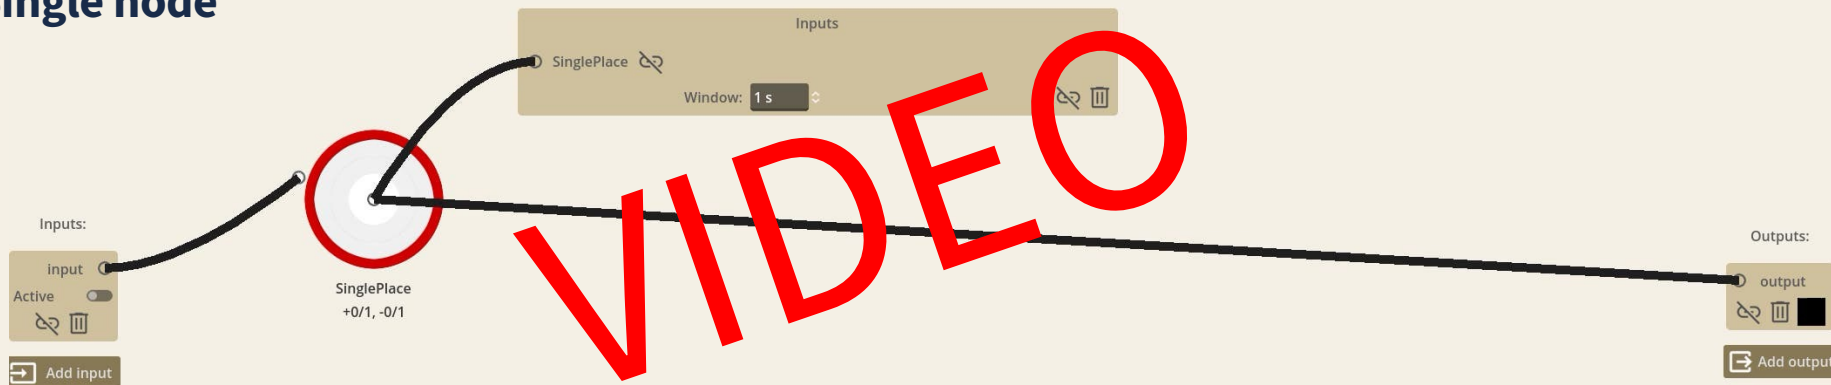 single node
Inputs
SinglePlace
Window: 1 s
VIDEO
Inputs:
input
Active
Add input
SinglePlace
+0/1, -0/1
Outputs:
output
Add output